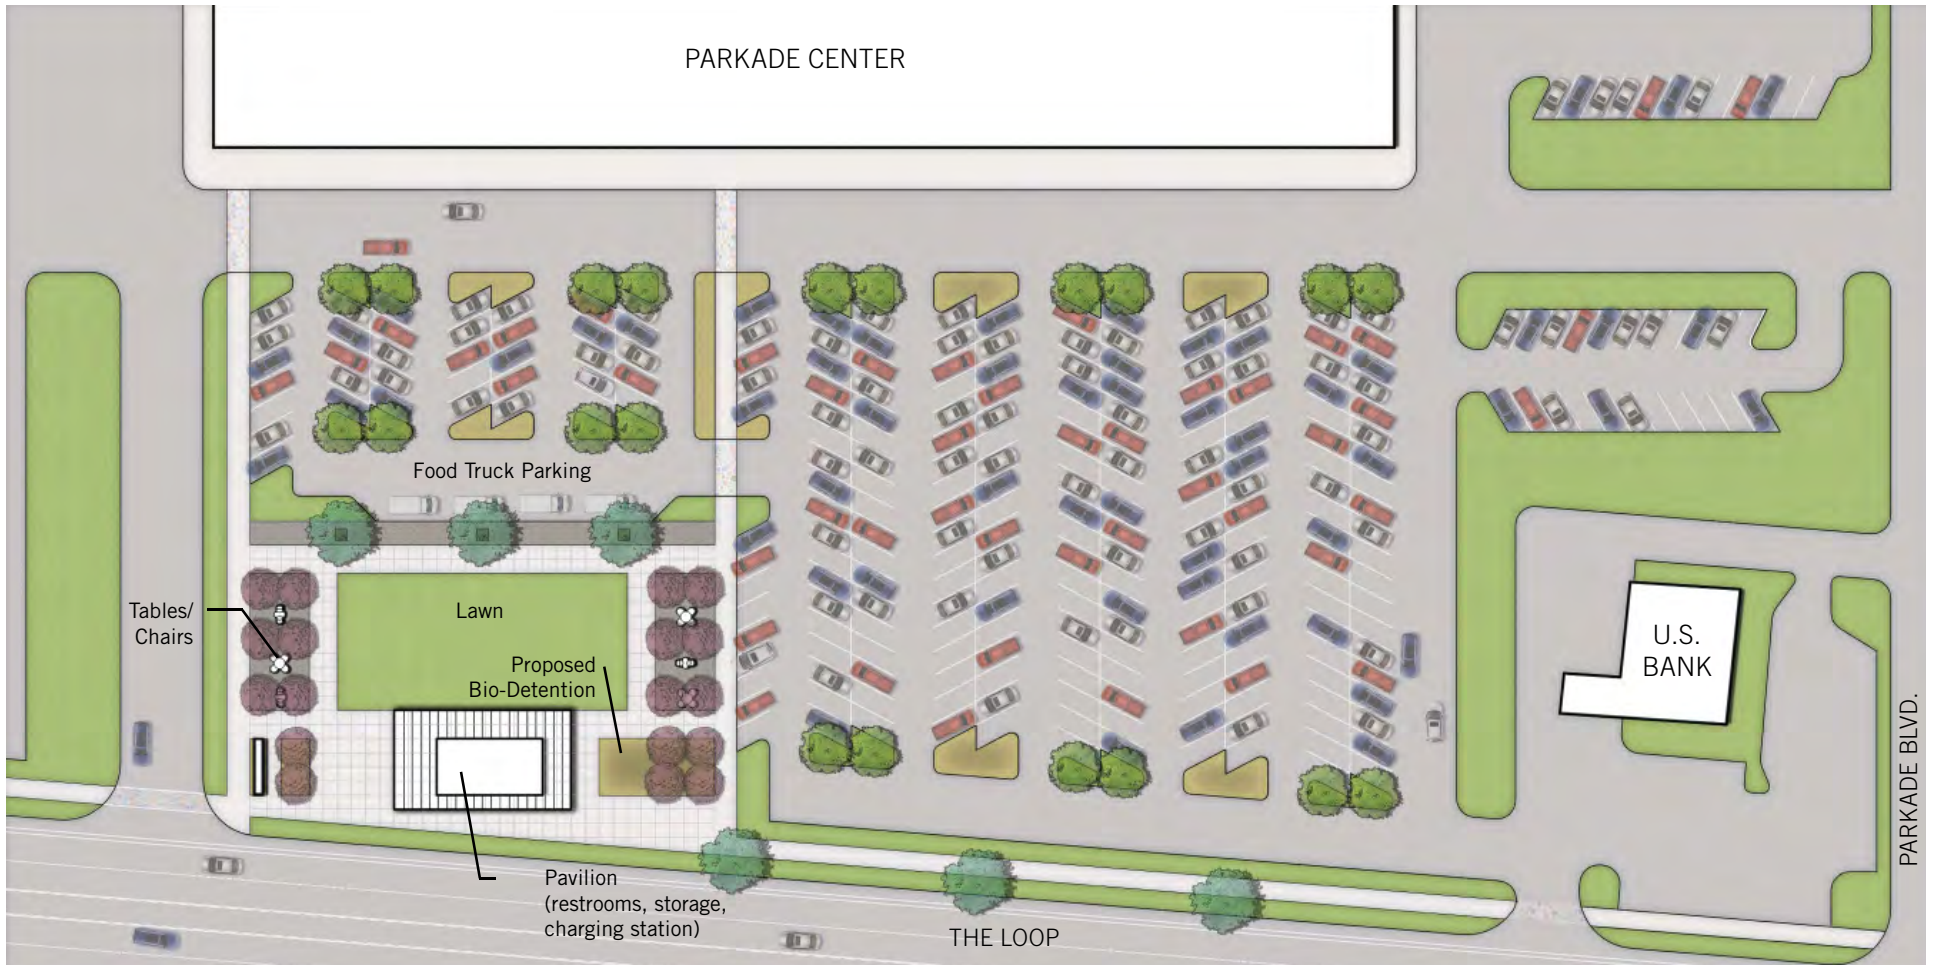 PARKADE CENTER
Food Truck Parking
Tables/
Chairs
Lawn
Proposed
Bio-Detention
U.S.
BANK
PARKADE BLVD.
Pavilion
(restrooms, storage,
charging station)
THE LOOP